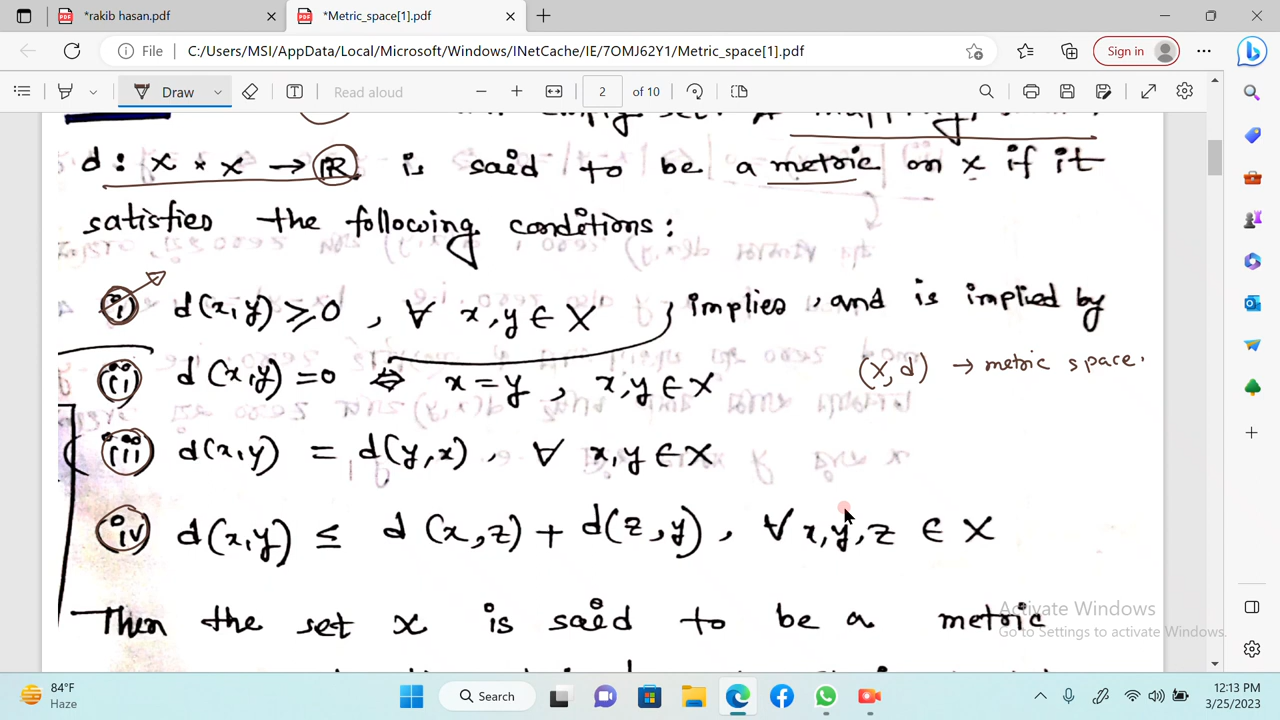 *rakib hasan.pdf
*Metric_space[1].pdf
File C:/Users/MSI/AppData/Local/Microsoft/Windows/INetCache/IE/7OMJ62Y1/Metric_space[1].pdf
Sign in
Draw
Read aloud
2 of 10
d : x * x → R is said to be a metric on x if it
satisfies the following conditions:
(i) d(x,y) ≥ 0 , ∀ x,y ∈ X implies, and is implied by
(ii) d(x,y) = 0 ⇔ x = y , x,y ∈ X
(X,d) → metric space.
(iii) d(x,y) = d(y,x), ∀ x,y ∈ X
(iv) d(x,y) ≤ d(x,z) + d(z,y), ∀ x,y,z ∈ X
Then the set x is said to be a metric
Activate Windows
Go to Settings to activate Windows.
84°F
Haze
Search
12:13 PM
3/25/2023